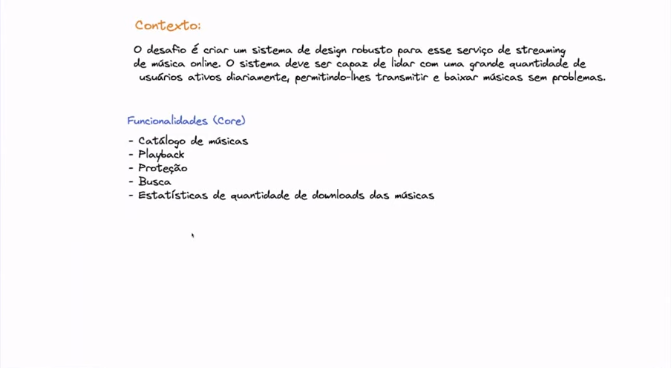 Contexto:
O desafio é criar um sistema de design robusto para esse serviço de streaming
de música online. O sistema deve ser capaz de lidar com uma grande quantidade de
usuários ativos diariamente, permitindo-lhes transmitir e baixar músicas sem problemas.
Funcionalidades (Core)
- Catálogo de músicas
- Playback
- Proteção
- Busca
- Estatísticas de quantidade de downloads das músicas